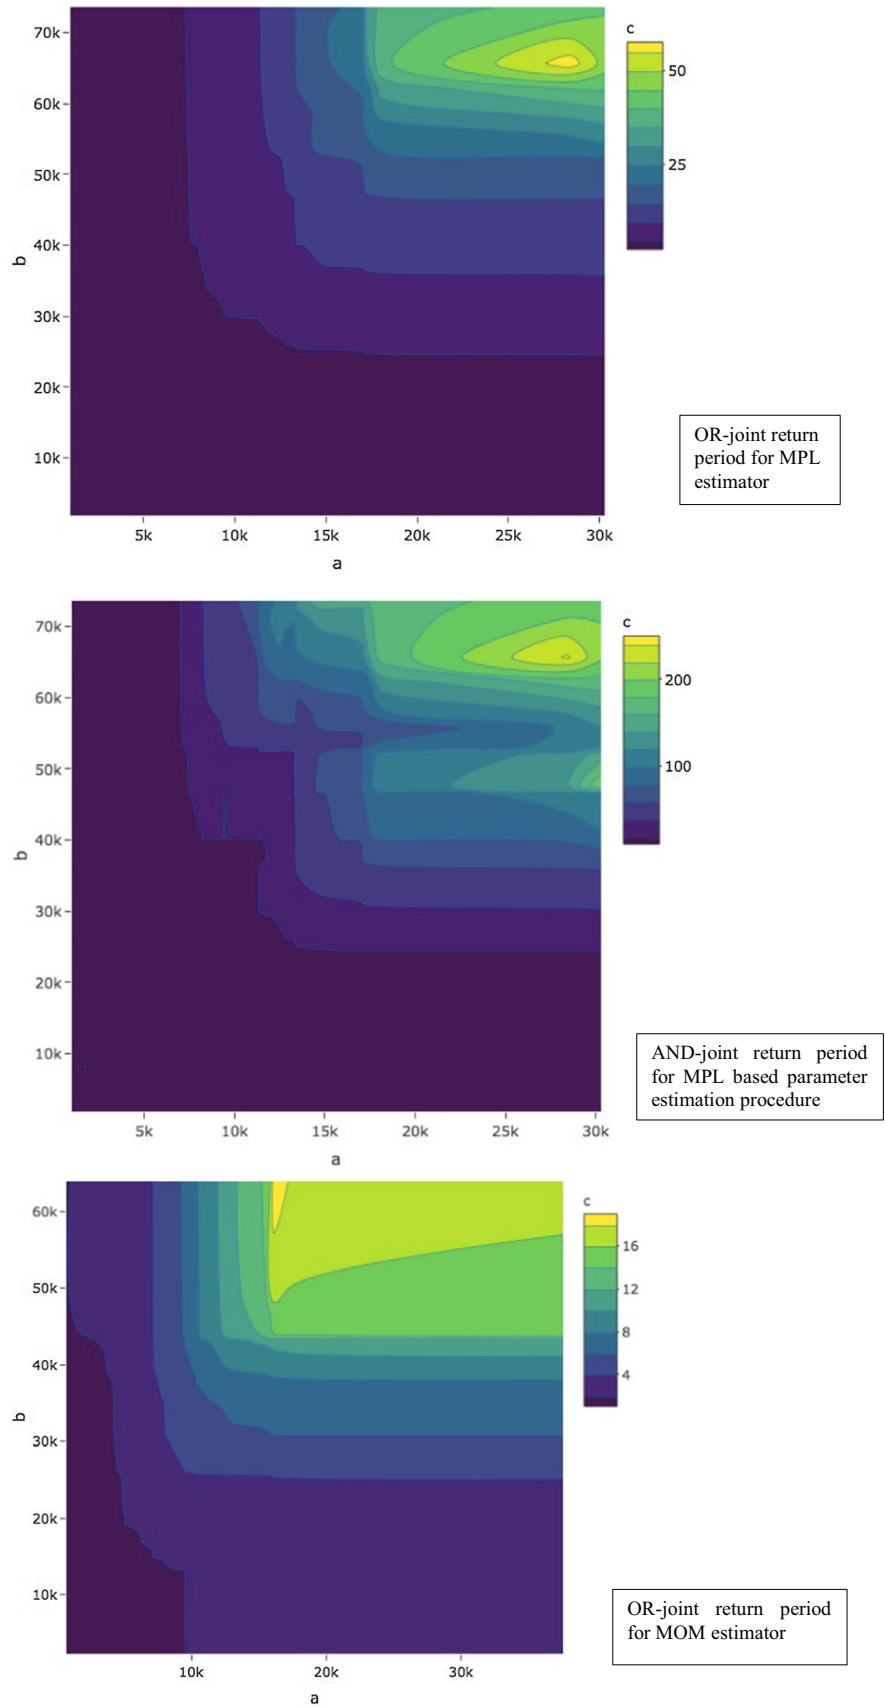 70k
60k
50k
40k
30k
20k
10k
b
5k
10k
15k
20k
25k
30k
a
c
50
25
OR-joint return
period for MPL
estimator
70k
60k
50k
40k
30k
20k
10k
b
5k
10k
15k
20k
25k
30k
a
c
200
100
AND-joint return period
for MPL based parameter
estimation procedure
60k
50k
40k
30k
20k
10k
b
10k
20k
30k
a
c
16
12
8
4
OR-joint return period
for MOM estimator